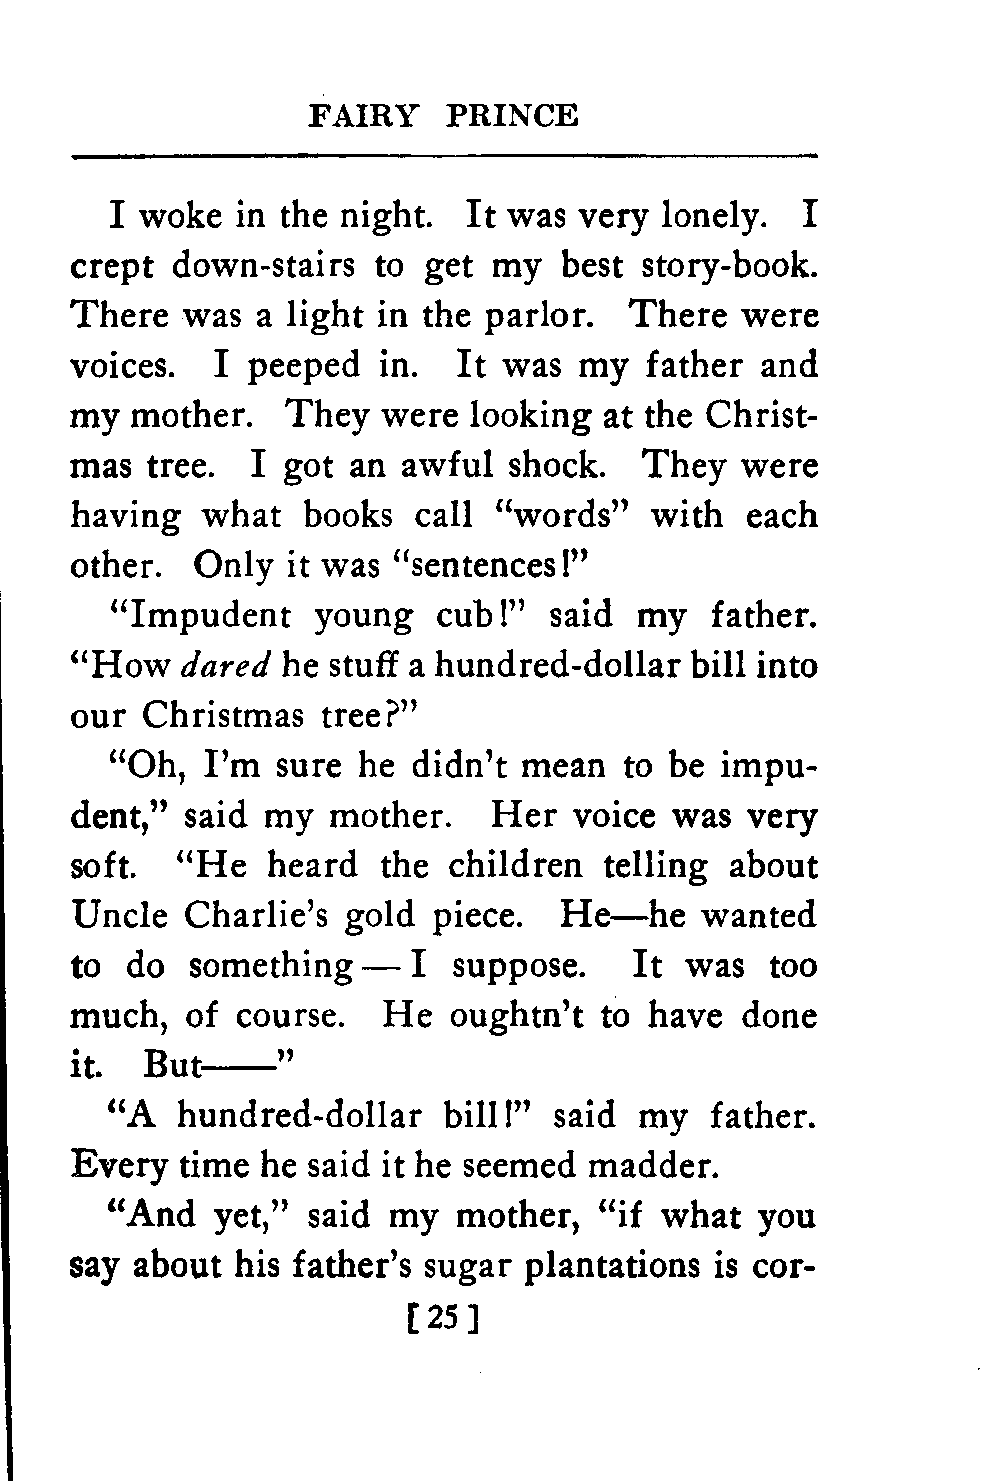 FAIRY PRINCE
I woke in the night. It was very lonely. I
crept down-stairs to get my best story-book.
There was a light in the parlor. There were
voices. I peeped in. It was my father and
my mother. They were looking at the Christ-
mas tree. I got an awful shock. They were
having what books call “words” with each
other. Only it was “sentences!”
“Impudent young cub!” said my father.
“How dared he stuff a hundred-dollar bill into
our Christmas tree?”
“Oh, I’m sure he didn’t mean to be impu-
dent,” said my mother. Her voice was very
soft. “He heard the children telling about
Uncle Charlie’s gold piece. He—he wanted
to do something — I suppose. It was too
much, of course. He oughtn’t to have done
it. But——”
“A hundred-dollar bill!” said my father.
Every time he said it he seemed madder.
“And yet,” said my mother, “if what you
say about his father’s sugar plantations is cor-
[25]